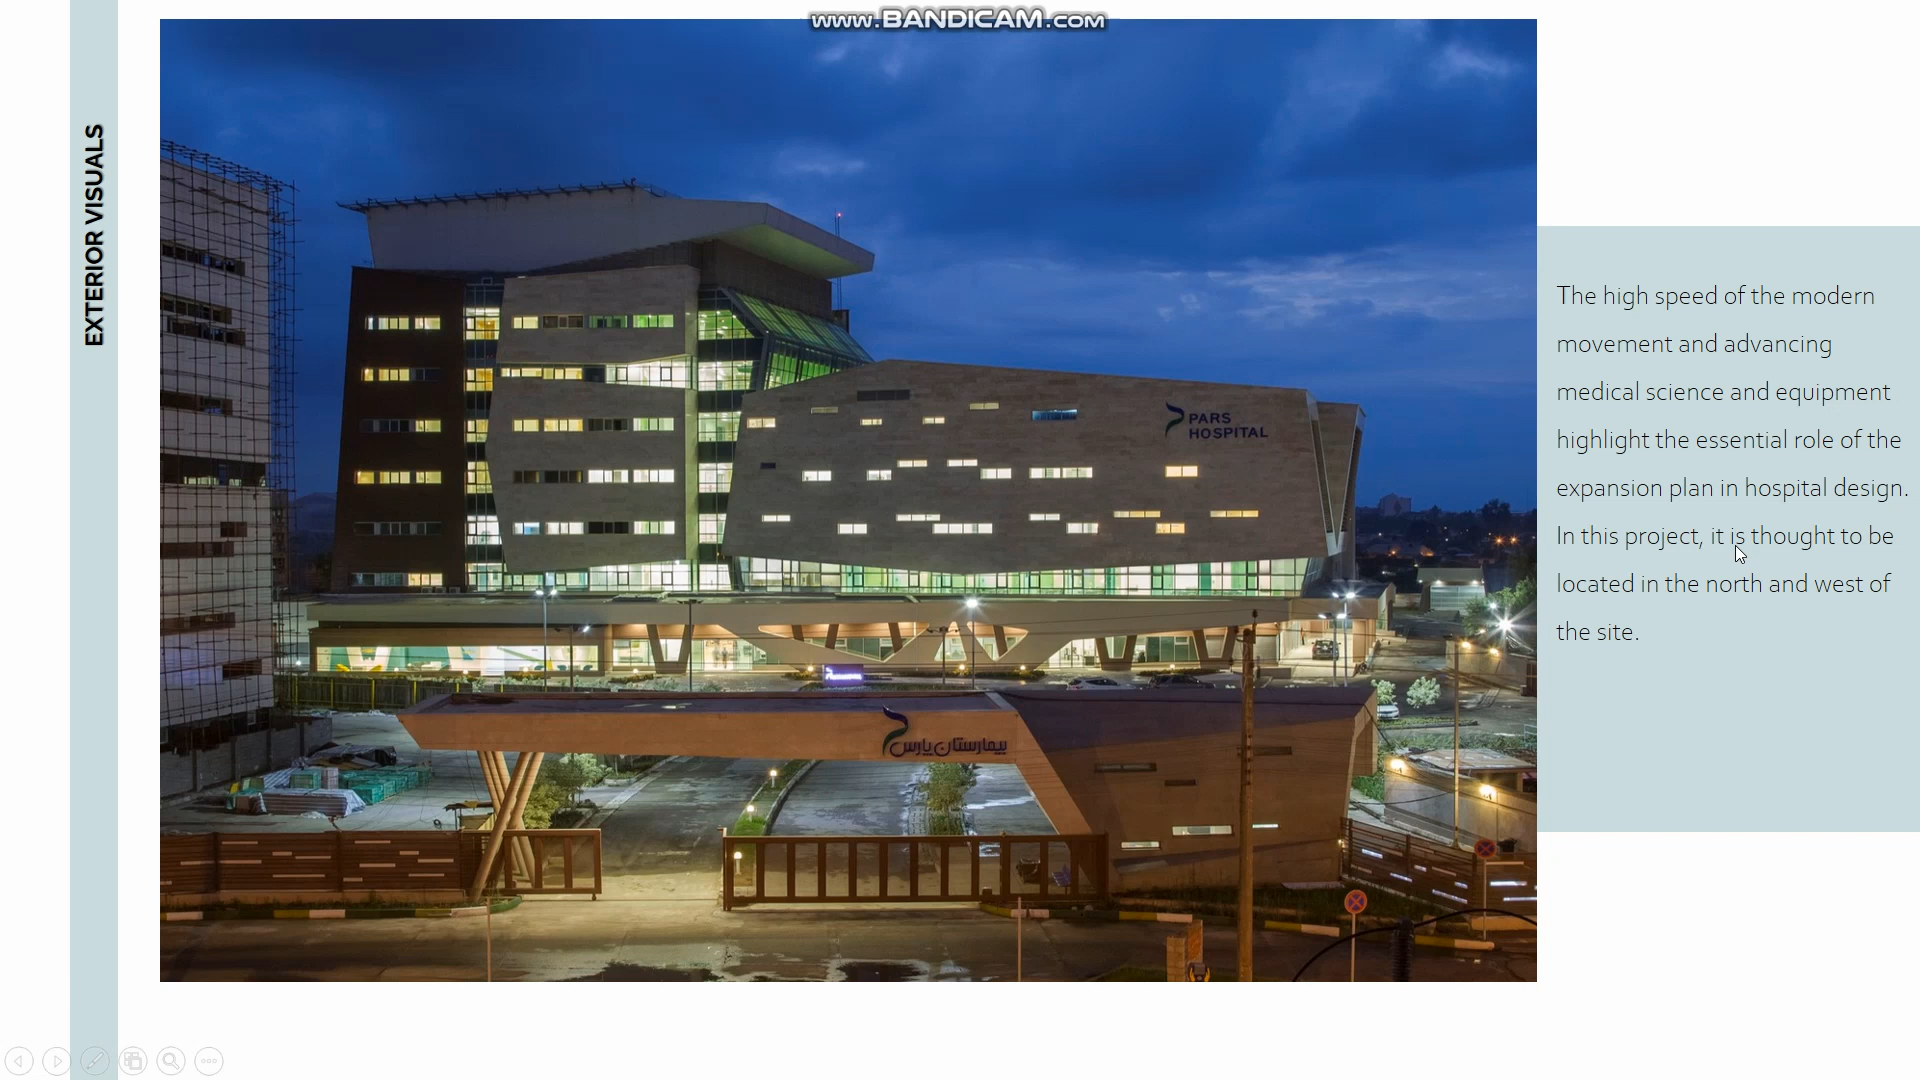 www.BANDICAM.com
EXTERIOR VISUALS
PARS
HOSPITAL
بیمارستان پارس
The high speed of the modern
movement and advancing
medical science and equipment
highlight the essential role of the
expansion plan in hospital design.
In this project, it is thought to be
located in the north and west of
the site.